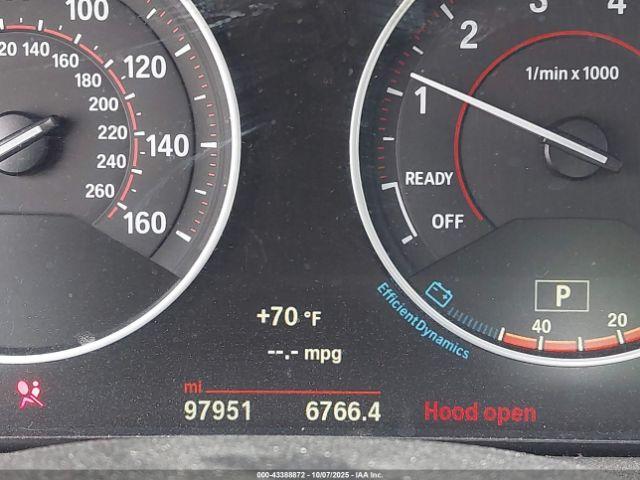 100
120
140
160
120 140
160
180
200
220
240
260
1 2 3 4
1/min x 1000
READY
OFF
P
EfficientDynamics
40 20
+70 °F
--.- mpg
mi
97951 6766.4 Hood open
000-43388872 - 10/07/2025 - IAA Inc.